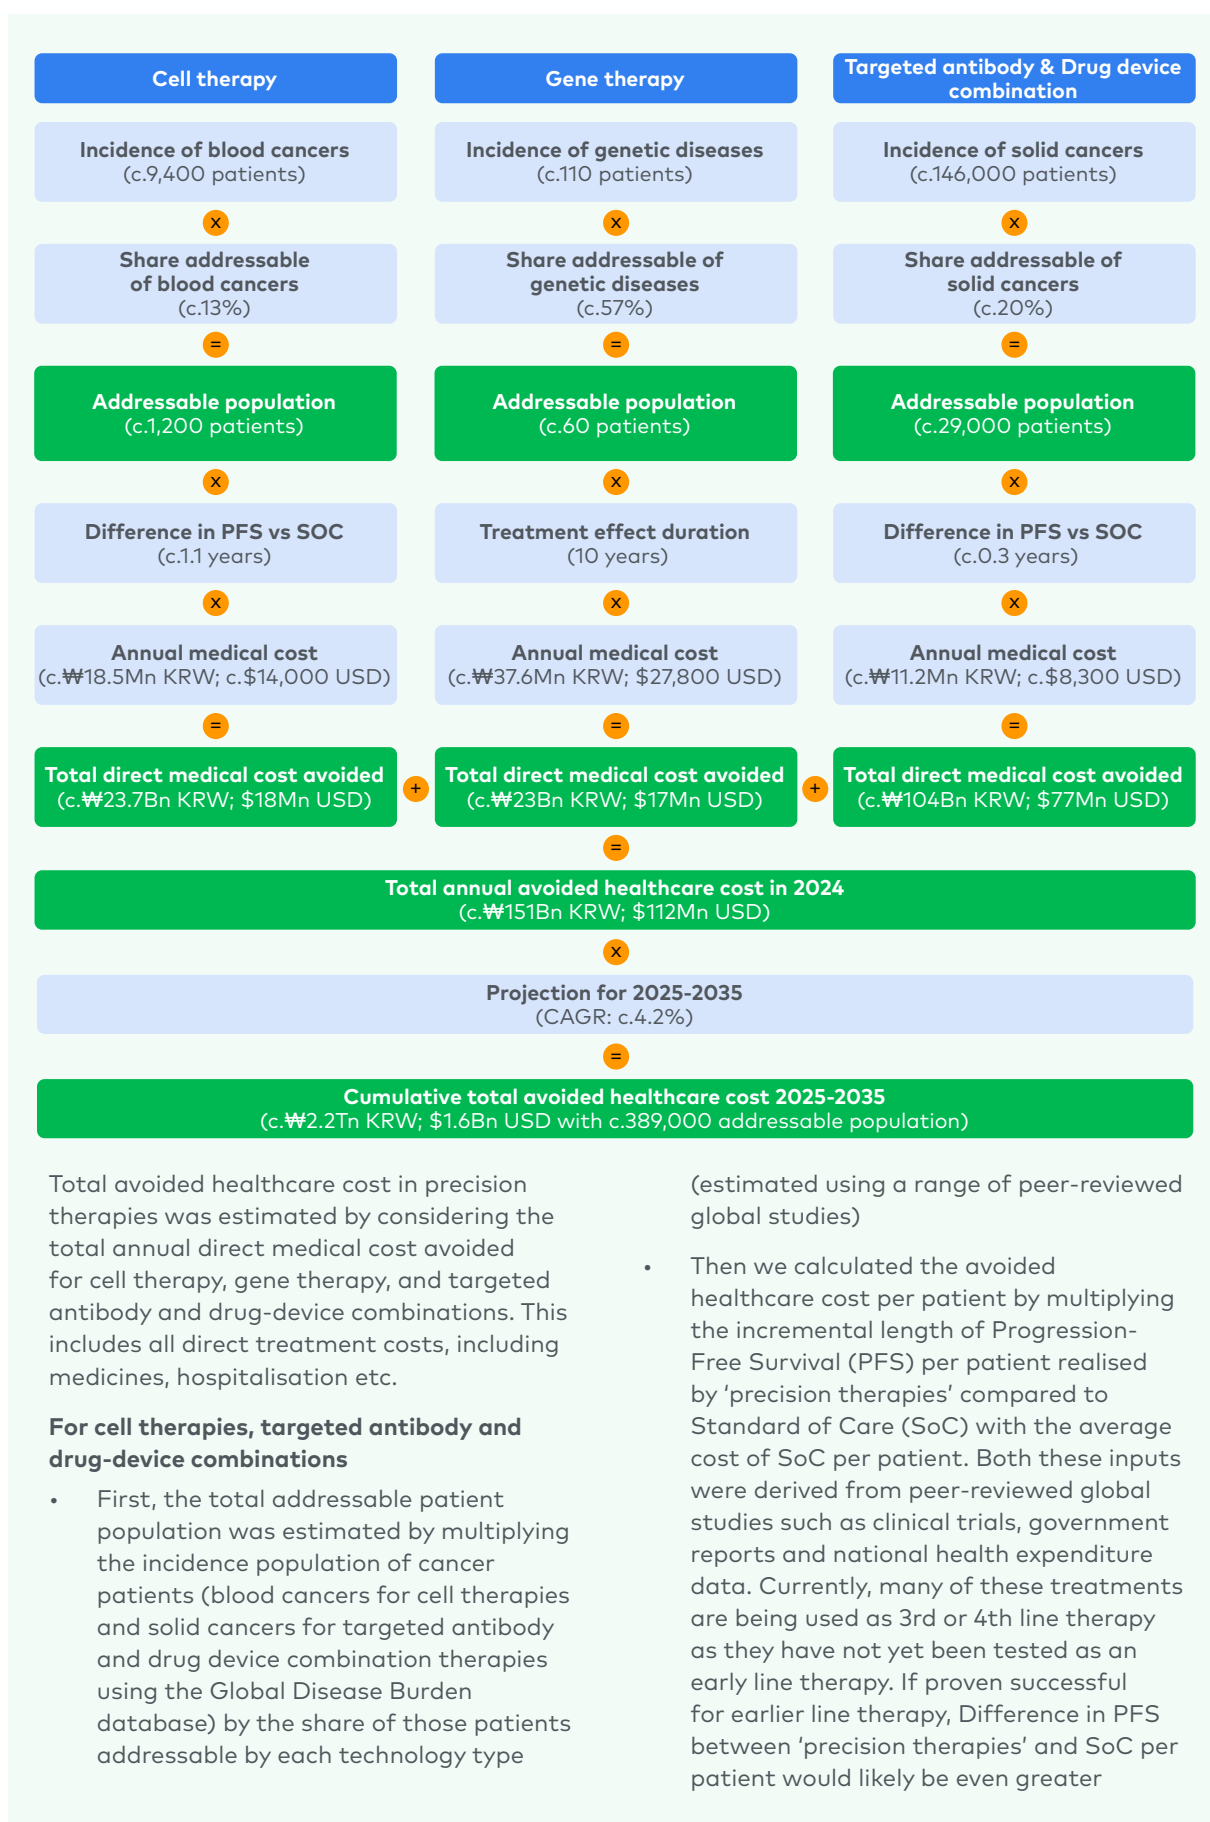 Cell therapy
Incidence of blood cancers
(c.9,400 patients)
x
Share addressable
of blood cancers
(c.13%)
=
Addressable population
(c.1,200 patients)
x
Difference in PFS vs SOC
(c.1.1 years)
x
Annual medical cost
(c.₩18.5Mn KRW; c.$14,000 USD)
=
Total direct medical cost avoided
(c.₩23.7Bn KRW; $18Mn USD)
+
Gene therapy
Incidence of genetic diseases
(c.110 patients)
x
Share addressable of
genetic diseases
(c.57%)
=
Addressable population
(c.60 patients)
x
Treatment effect duration
(10 years)
x
Annual medical cost
(c.₩37.6Mn KRW; $27,800 USD)
=
Total direct medical cost avoided
(c.₩23Bn KRW; $17Mn USD)
+
Targeted antibody & Drug device
combination
Incidence of solid cancers
(c.146,000 patients)
x
Share addressable of
solid cancers
(c.20%)
=
Addressable population
(c.29,000 patients)
x
Difference in PFS vs SOC
(c.0.3 years)
x
Annual medical cost
(c.₩11.2Mn KRW; c.$8,300 USD)
=
Total direct medical cost avoided
(c.₩104Bn KRW; $77Mn USD)
=
Total annual avoided healthcare cost in 2024
(c.₩151Bn KRW; $112Mn USD)
x
Projection for 2025-2035
(CAGR: c.4.2%)
=
Cumulative total avoided healthcare cost 2025-2035
(c.₩2.2Tn KRW; $1.6Bn USD with c.389,000 addressable population)
Total avoided healthcare cost in precision
therapies was estimated by considering the
total annual direct medical cost avoided
for cell therapy, gene therapy, and targeted
antibody and drug-device combinations. This
includes all direct treatment costs, including
medicines, hospitalisation etc.
For cell therapies, targeted antibody and
drug-device combinations
• First, the total addressable patient
population was estimated by multiplying
the incidence population of cancer
patients (blood cancers for cell therapies
and solid cancers for targeted antibody
and drug device combination therapies
using the Global Disease Burden
database) by the share of those patients
addressable by each technology type
(estimated using a range of peer-reviewed
global studies)
• Then we calculated the avoided
healthcare cost per patient by multiplying
the incremental length of Progression-
Free Survival (PFS) per patient realised
by ‘precision therapies’ compared to
Standard of Care (SoC) with the average
cost of SoC per patient. Both these inputs
were derived from peer-reviewed global
studies such as clinical trials, government
reports and national health expenditure
data. Currently, many of these treatments
are being used as 3rd or 4th line therapy
as they have not yet been tested as an
early line therapy. If proven successful
for earlier line therapy, Difference in PFS
between ‘precision therapies’ and SoC per
patient would likely be even greater